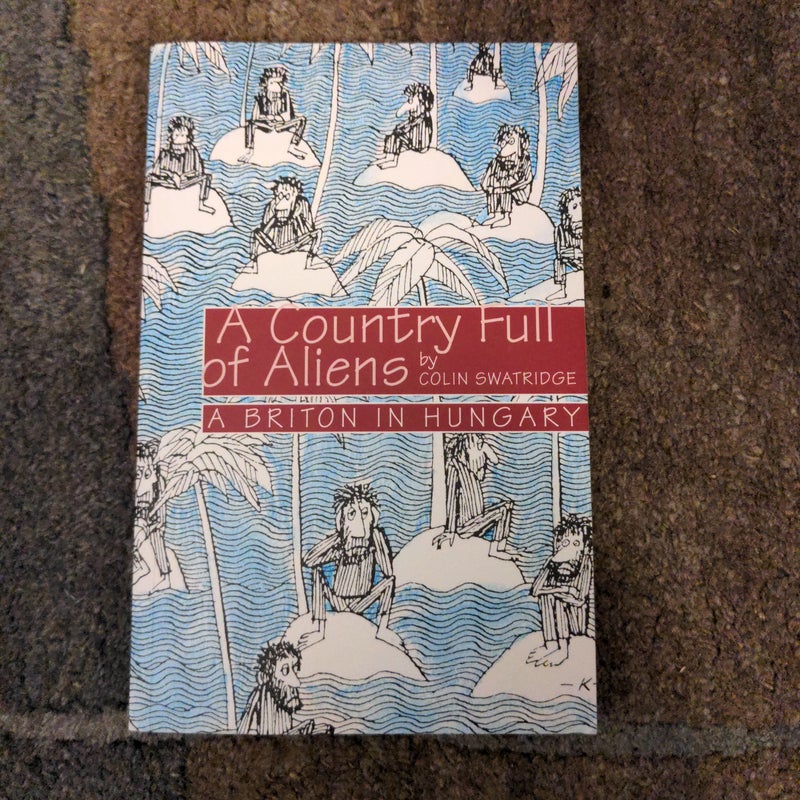 A Country Full
of Aliens by
COLIN SWATRIDGE
A BRITON IN HUNGARY
—K—